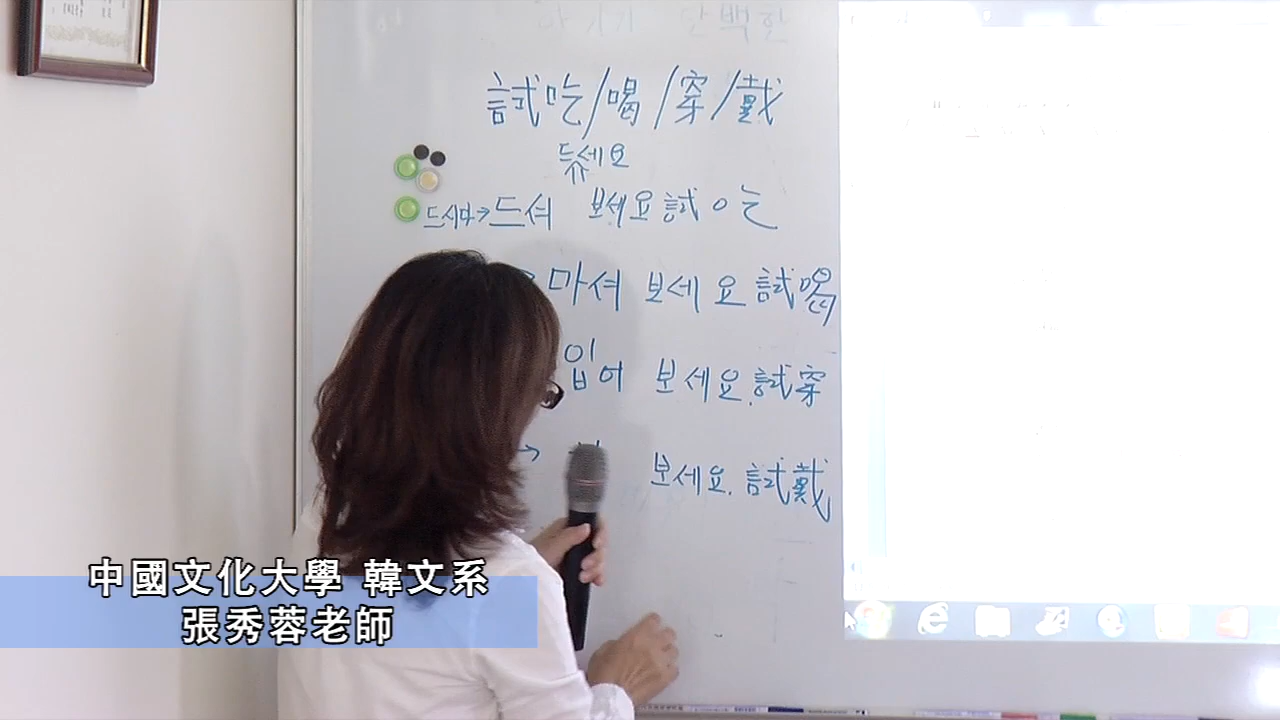 試吃/喝/穿/戴
드세요
드시다→드셔 보세요 試吃
마셔 보세요 試喝
입어 보세요. 試穿
→ 보세요. 試戴
中國文化大學 韓文系
張秀蓉老師